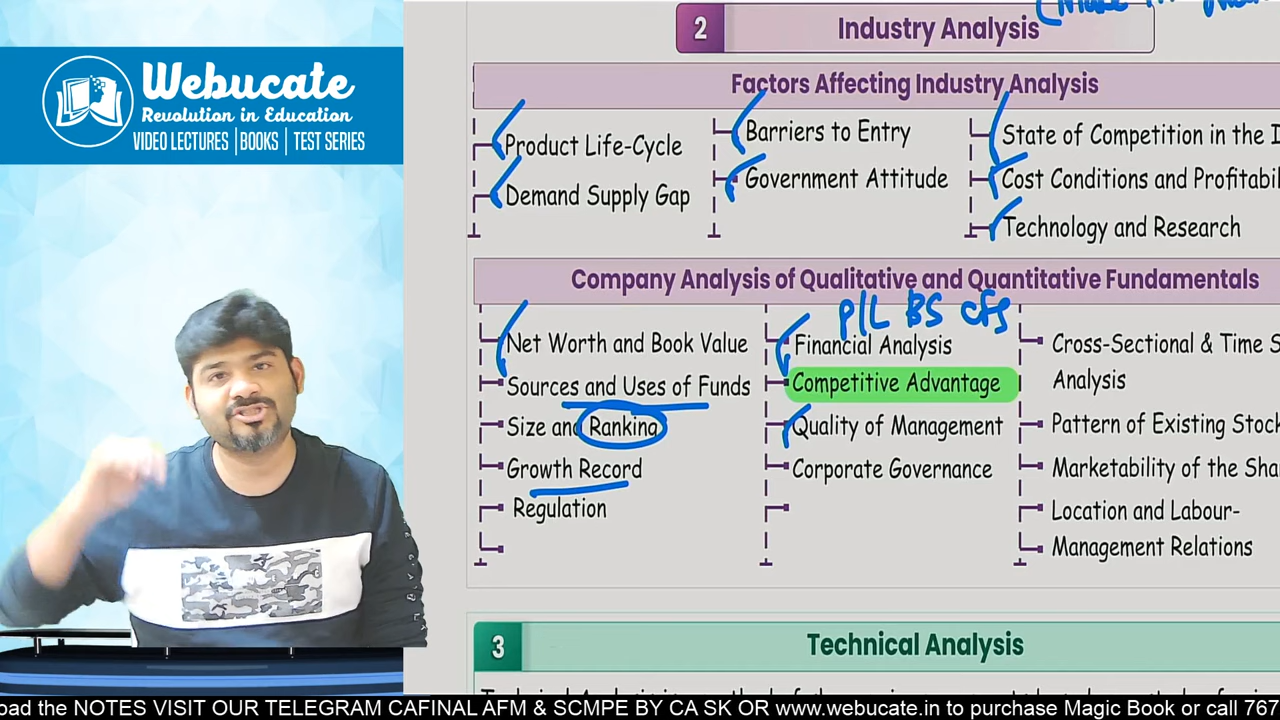 Webucate
Revolution in Education
VIDEO LECTURES | BOOKS | TEST SERIES
2 Industry Analysis
Factors Affecting Industry Analysis
Product Life-Cycle
Demand Supply Gap
Barriers to Entry
Government Attitude
State of Competition in the
Cost Conditions and
Technology and Research
Company Analysis of Qualitative and Quantitative Fundamentals
P/L BS CFS
Net Worth and Book Value
Sources and Uses of Funds
Size and Ranking
Growth Record
Regulation
Financial Analysis
Competitive Advantage
Quality of Management
Corporate Governance
Cross-Sectional & Time
Analysis
Pattern of Existing
Marketability of the
Location and Labour-
Management Relations
3 Technical Analysis
the NOTES VISIT OUR TELEGRAM CAFINAL AFM & SCMPE BY CA SK OR www.webucate.in to purchase Magic Book or call 767